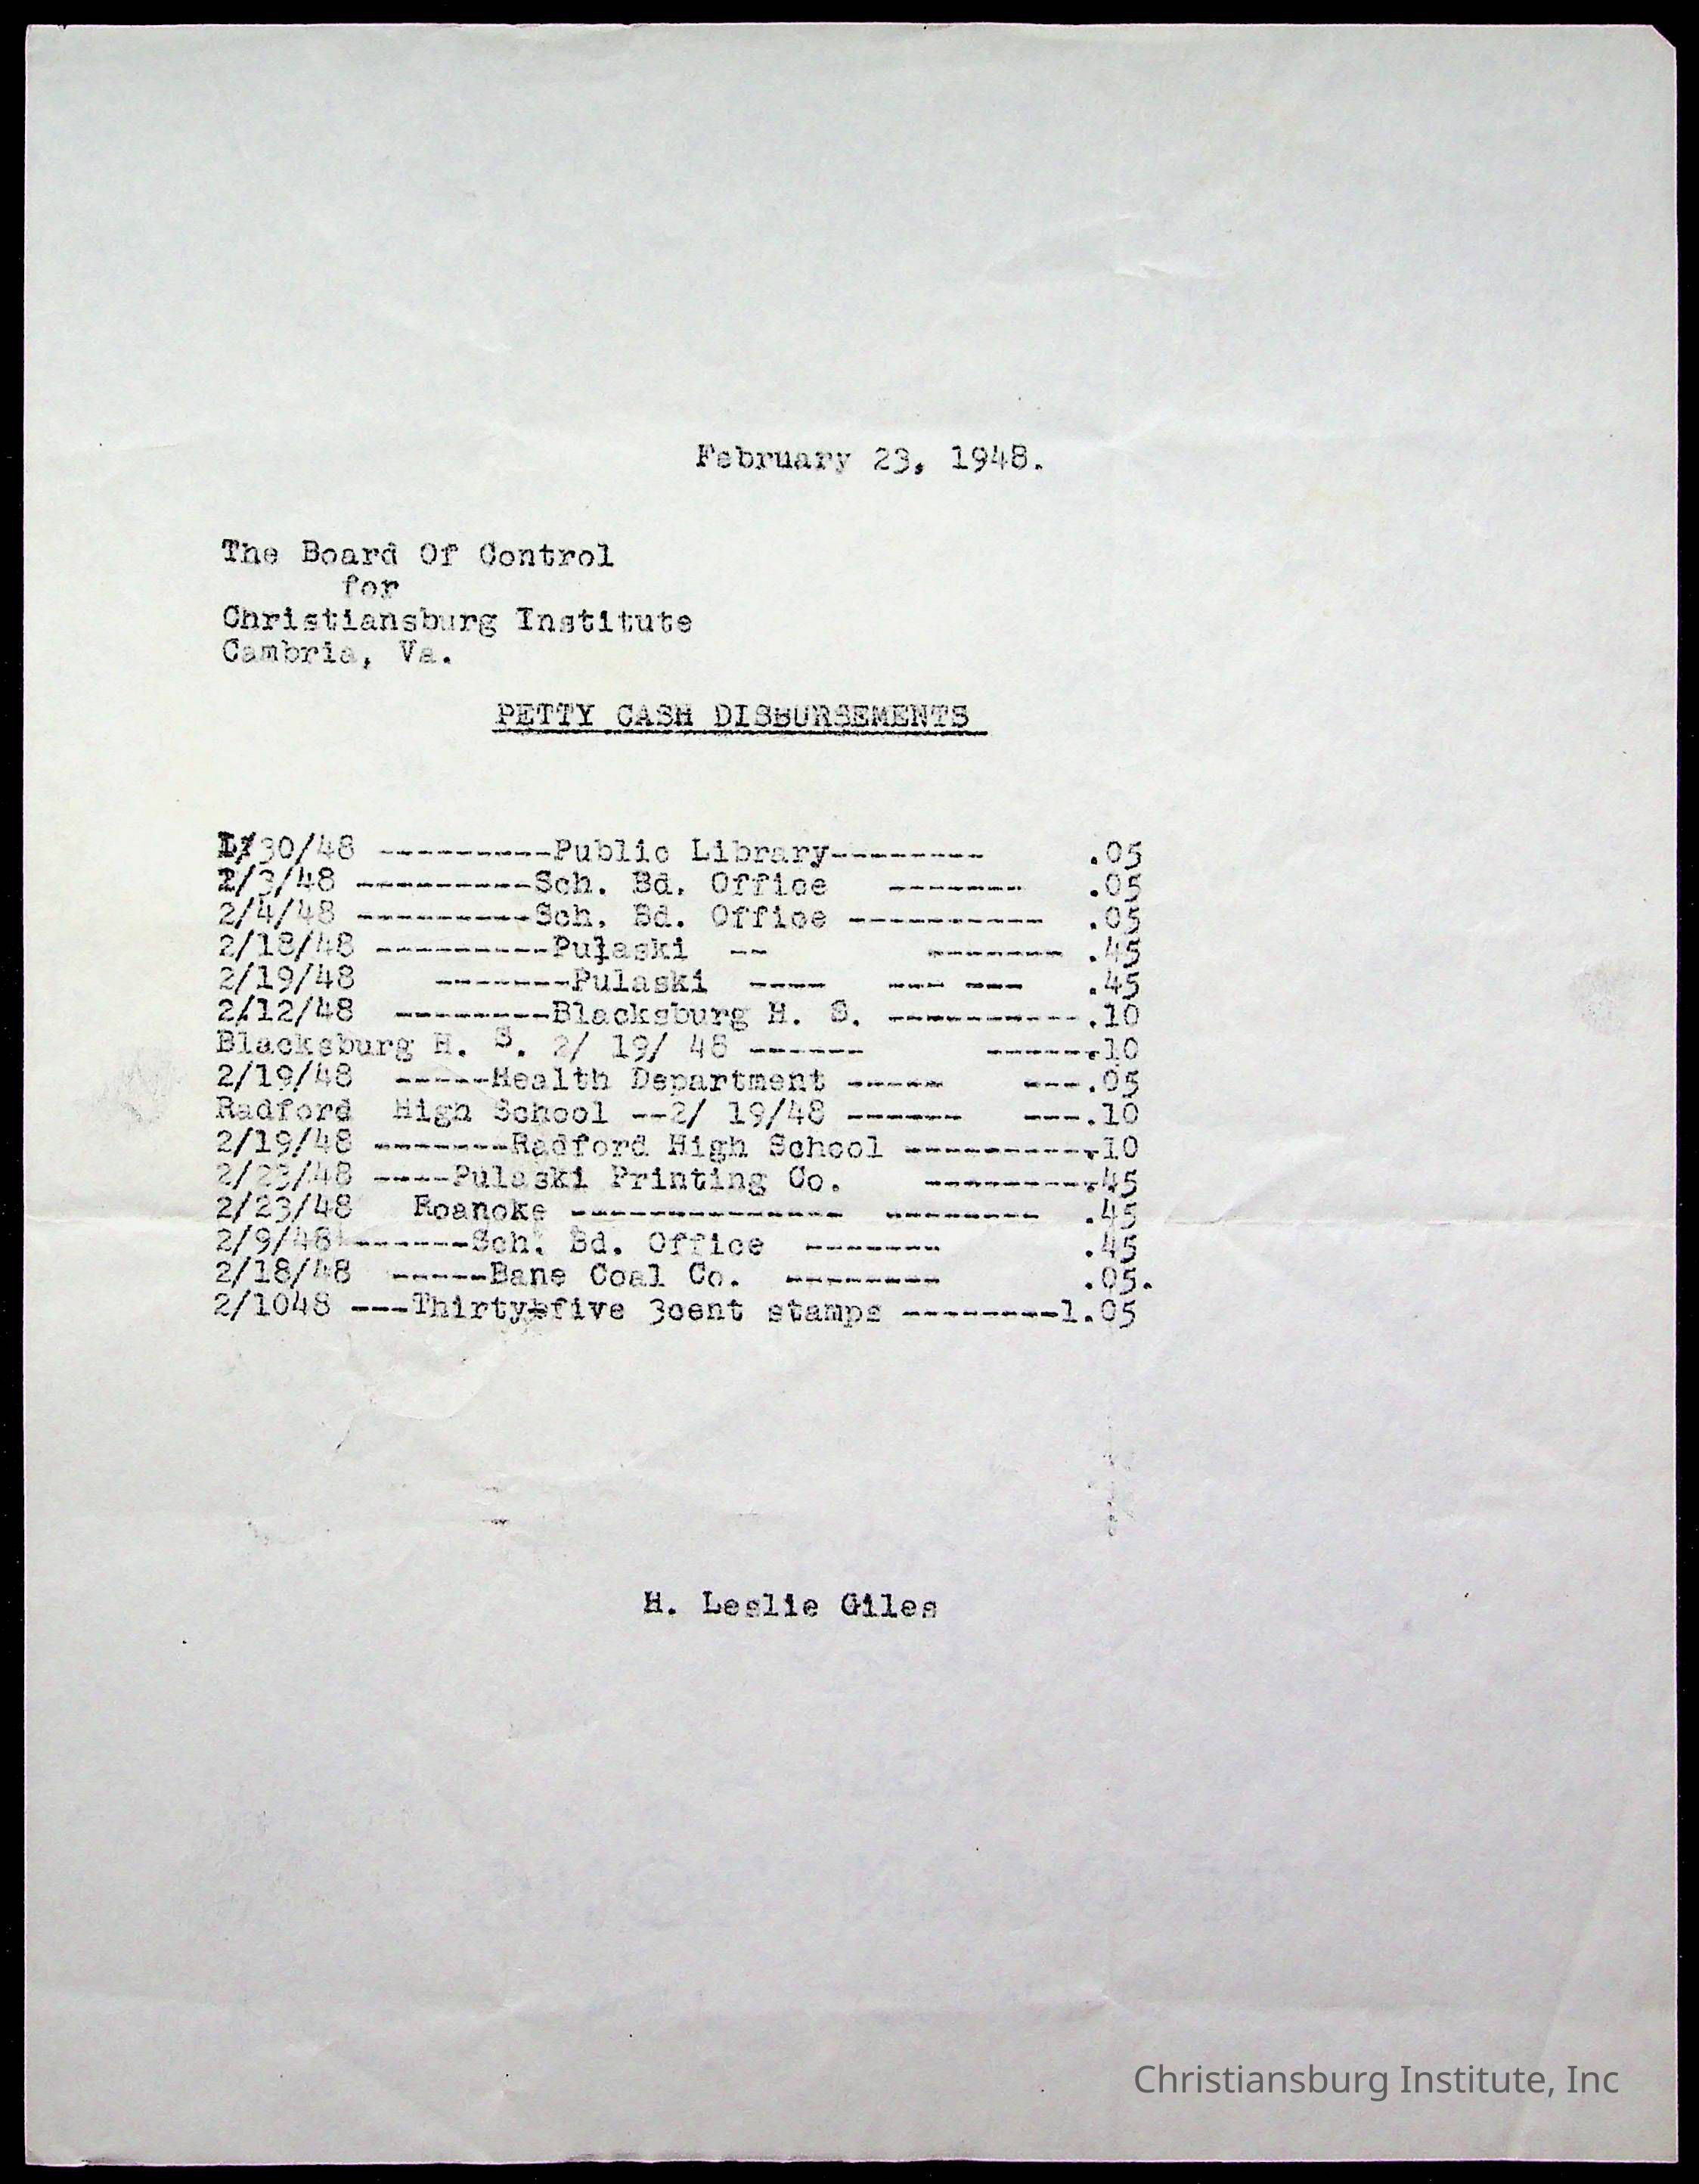 February 23, 1948.
The Board Of Control
for
Christiansburg Institute
Cambria, Va.
PETTY CASH DISBURSEMENTS
1/30/48 ---------Public Library-------- .05
2/3/48 ---------Sch. Bd. Office ------- .05
2/4/48 ---------Sch. Bd. Office ---------- .05
2/18/48 ---------Pulaski -- ------- .45
2/19/48 -------Pulaski ---- --- --- .45
2/12/48 --------Blacksburg H. S. ----------.10
Blacksburg H. S. 2/ 19/ 48 ------ ------.10
2/19/48 -----Health Department ----- ---.05
Radford High School --2/ 19/48 ------ ---.10
2/19/48 -------Radford High School ----------.10
2/23/48 ----Pulaski Printing Co. ---------.45
2/23/48 Roanoke -------------- -------- .45
2/9/48 ------Sch. Bd. Office ------- .45
2/18/48 -----Bane Coal Co. -------- .05.
2/1048 ---Thirty-five 3cent stamps --------1.05
H. Leslie Giles
Christiansburg Institute, Inc